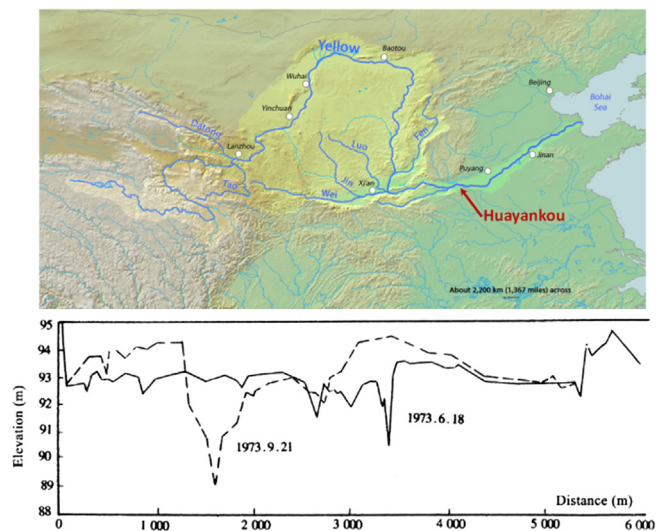 Yellow
Baotou
Wuhai
Beijing
Bohai
Sea
Yinchuan
Datong
Lanzhou
Luo
Fen
Jinan
Puyang
Jin
Xi'an
Tao
Wei
Huayankou
About 2,200 km (1,367 miles) across
95
94
93
92
91
90
89
88
Elevation (m)
1973.9.21
1973.6.18
Distance (m)
0
1 000
2 000
3 000
4 000
5 000
6 000